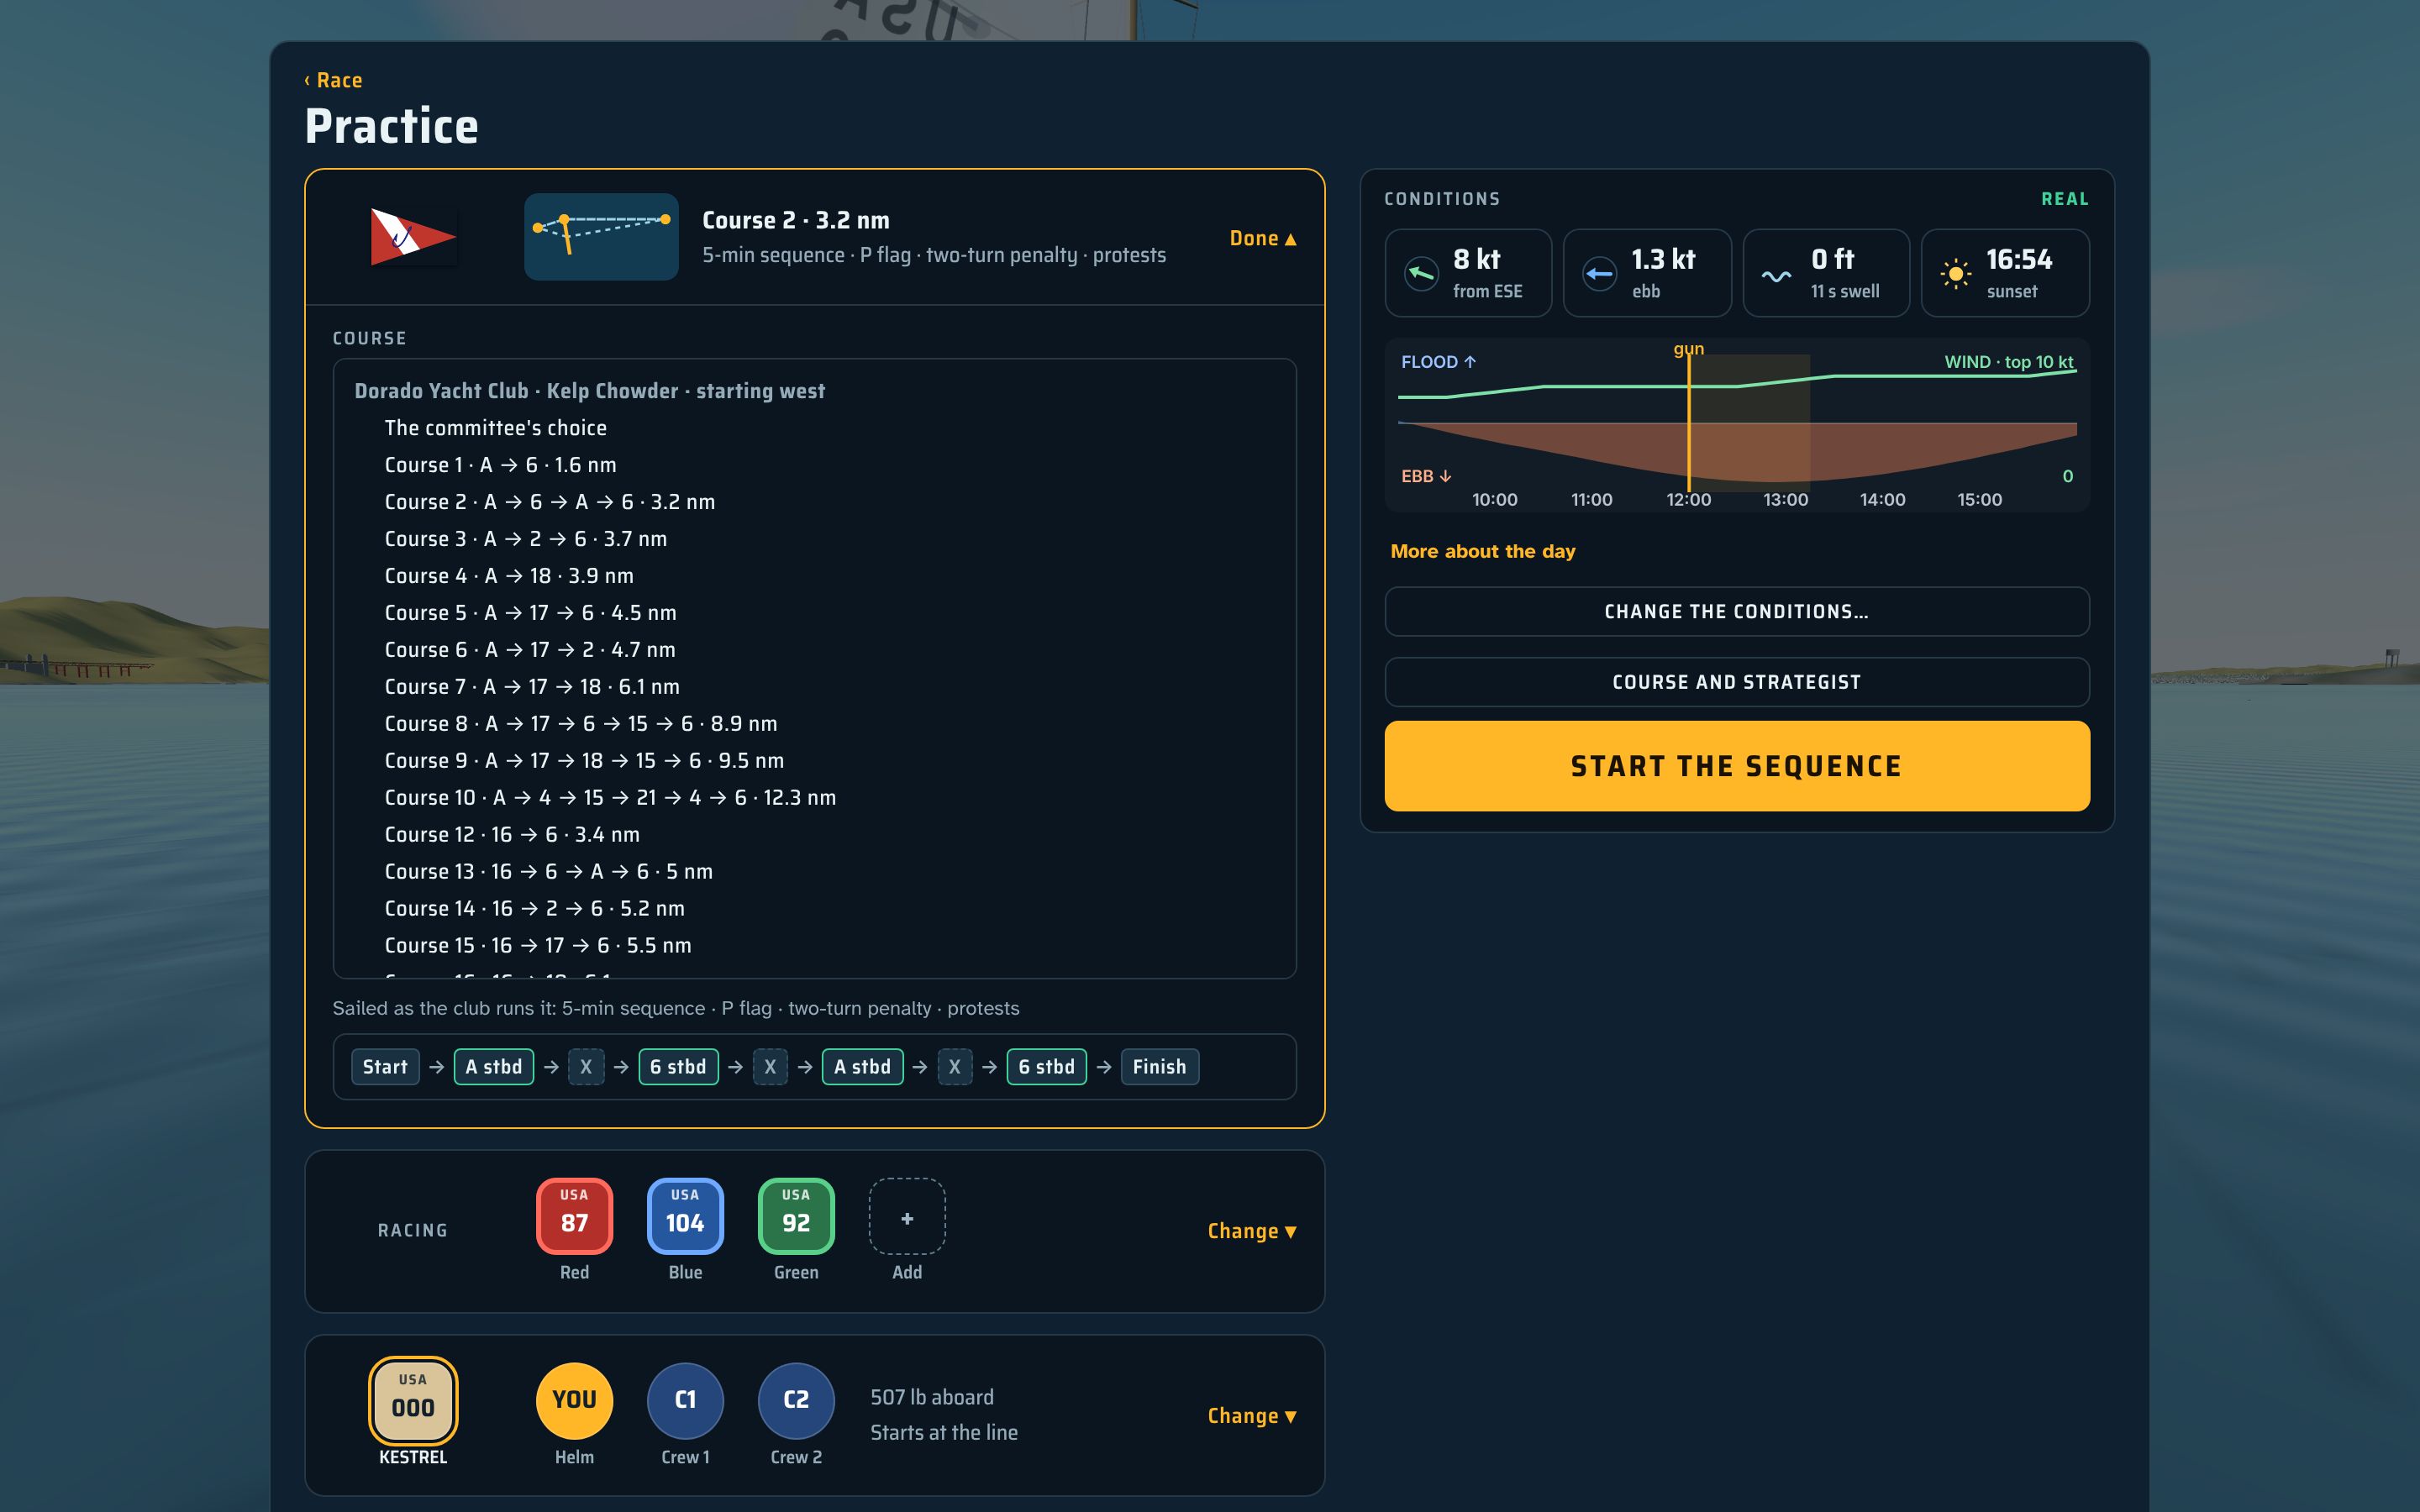 USA
‹ Race
Practice
Course 2 · 3.2 nm
5-min sequence · P flag · two-turn penalty · protests
Done ▴
COURSE
Dorado Yacht Club · Kelp Chowder · starting west
The committee's choice
Course 1 · A → 6 · 1.6 nm
Course 2 · A → 6 → A → 6 · 3.2 nm
Course 3 · A → 2 → 6 · 3.7 nm
Course 4 · A → 18 · 3.9 nm
Course 5 · A → 17 → 6 · 4.5 nm
Course 6 · A → 17 → 2 · 4.7 nm
Course 7 · A → 17 → 18 · 6.1 nm
Course 8 · A → 17 → 6 → 15 → 6 · 8.9 nm
Course 9 · A → 17 → 18 → 15 → 6 · 9.5 nm
Course 10 · A → 4 → 15 → 21 → 4 → 6 · 12.3 nm
Course 12 · 16 → 6 · 3.4 nm
Course 13 · 16 → 6 → A → 6 · 5 nm
Course 14 · 16 → 2 → 6 · 5.2 nm
Course 15 · 16 → 17 → 6 · 5.5 nm
Sailed as the club runs it: 5-min sequence · P flag · two-turn penalty · protests
Start → A stbd → X → 6 stbd → X → A stbd → X → 6 stbd → Finish
RACING
USA
87
Red
USA
104
Blue
USA
92
Green
+
Add
Change ▾
USA
000
KESTREL
YOU
Helm
C1
Crew 1
C2
Crew 2
507 lb aboard
Starts at the line
Change ▾
CONDITIONS
REAL
8 kt
from ESE
1.3 kt
ebb
0 ft
11 s swell
16:54
sunset
gun
FLOOD ↑
WIND · top 10 kt
EBB ↓
0
10:00 11:00 12:00 13:00 14:00 15:00
More about the day
CHANGE THE CONDITIONS…
COURSE AND STRATEGIST
START THE SEQUENCE